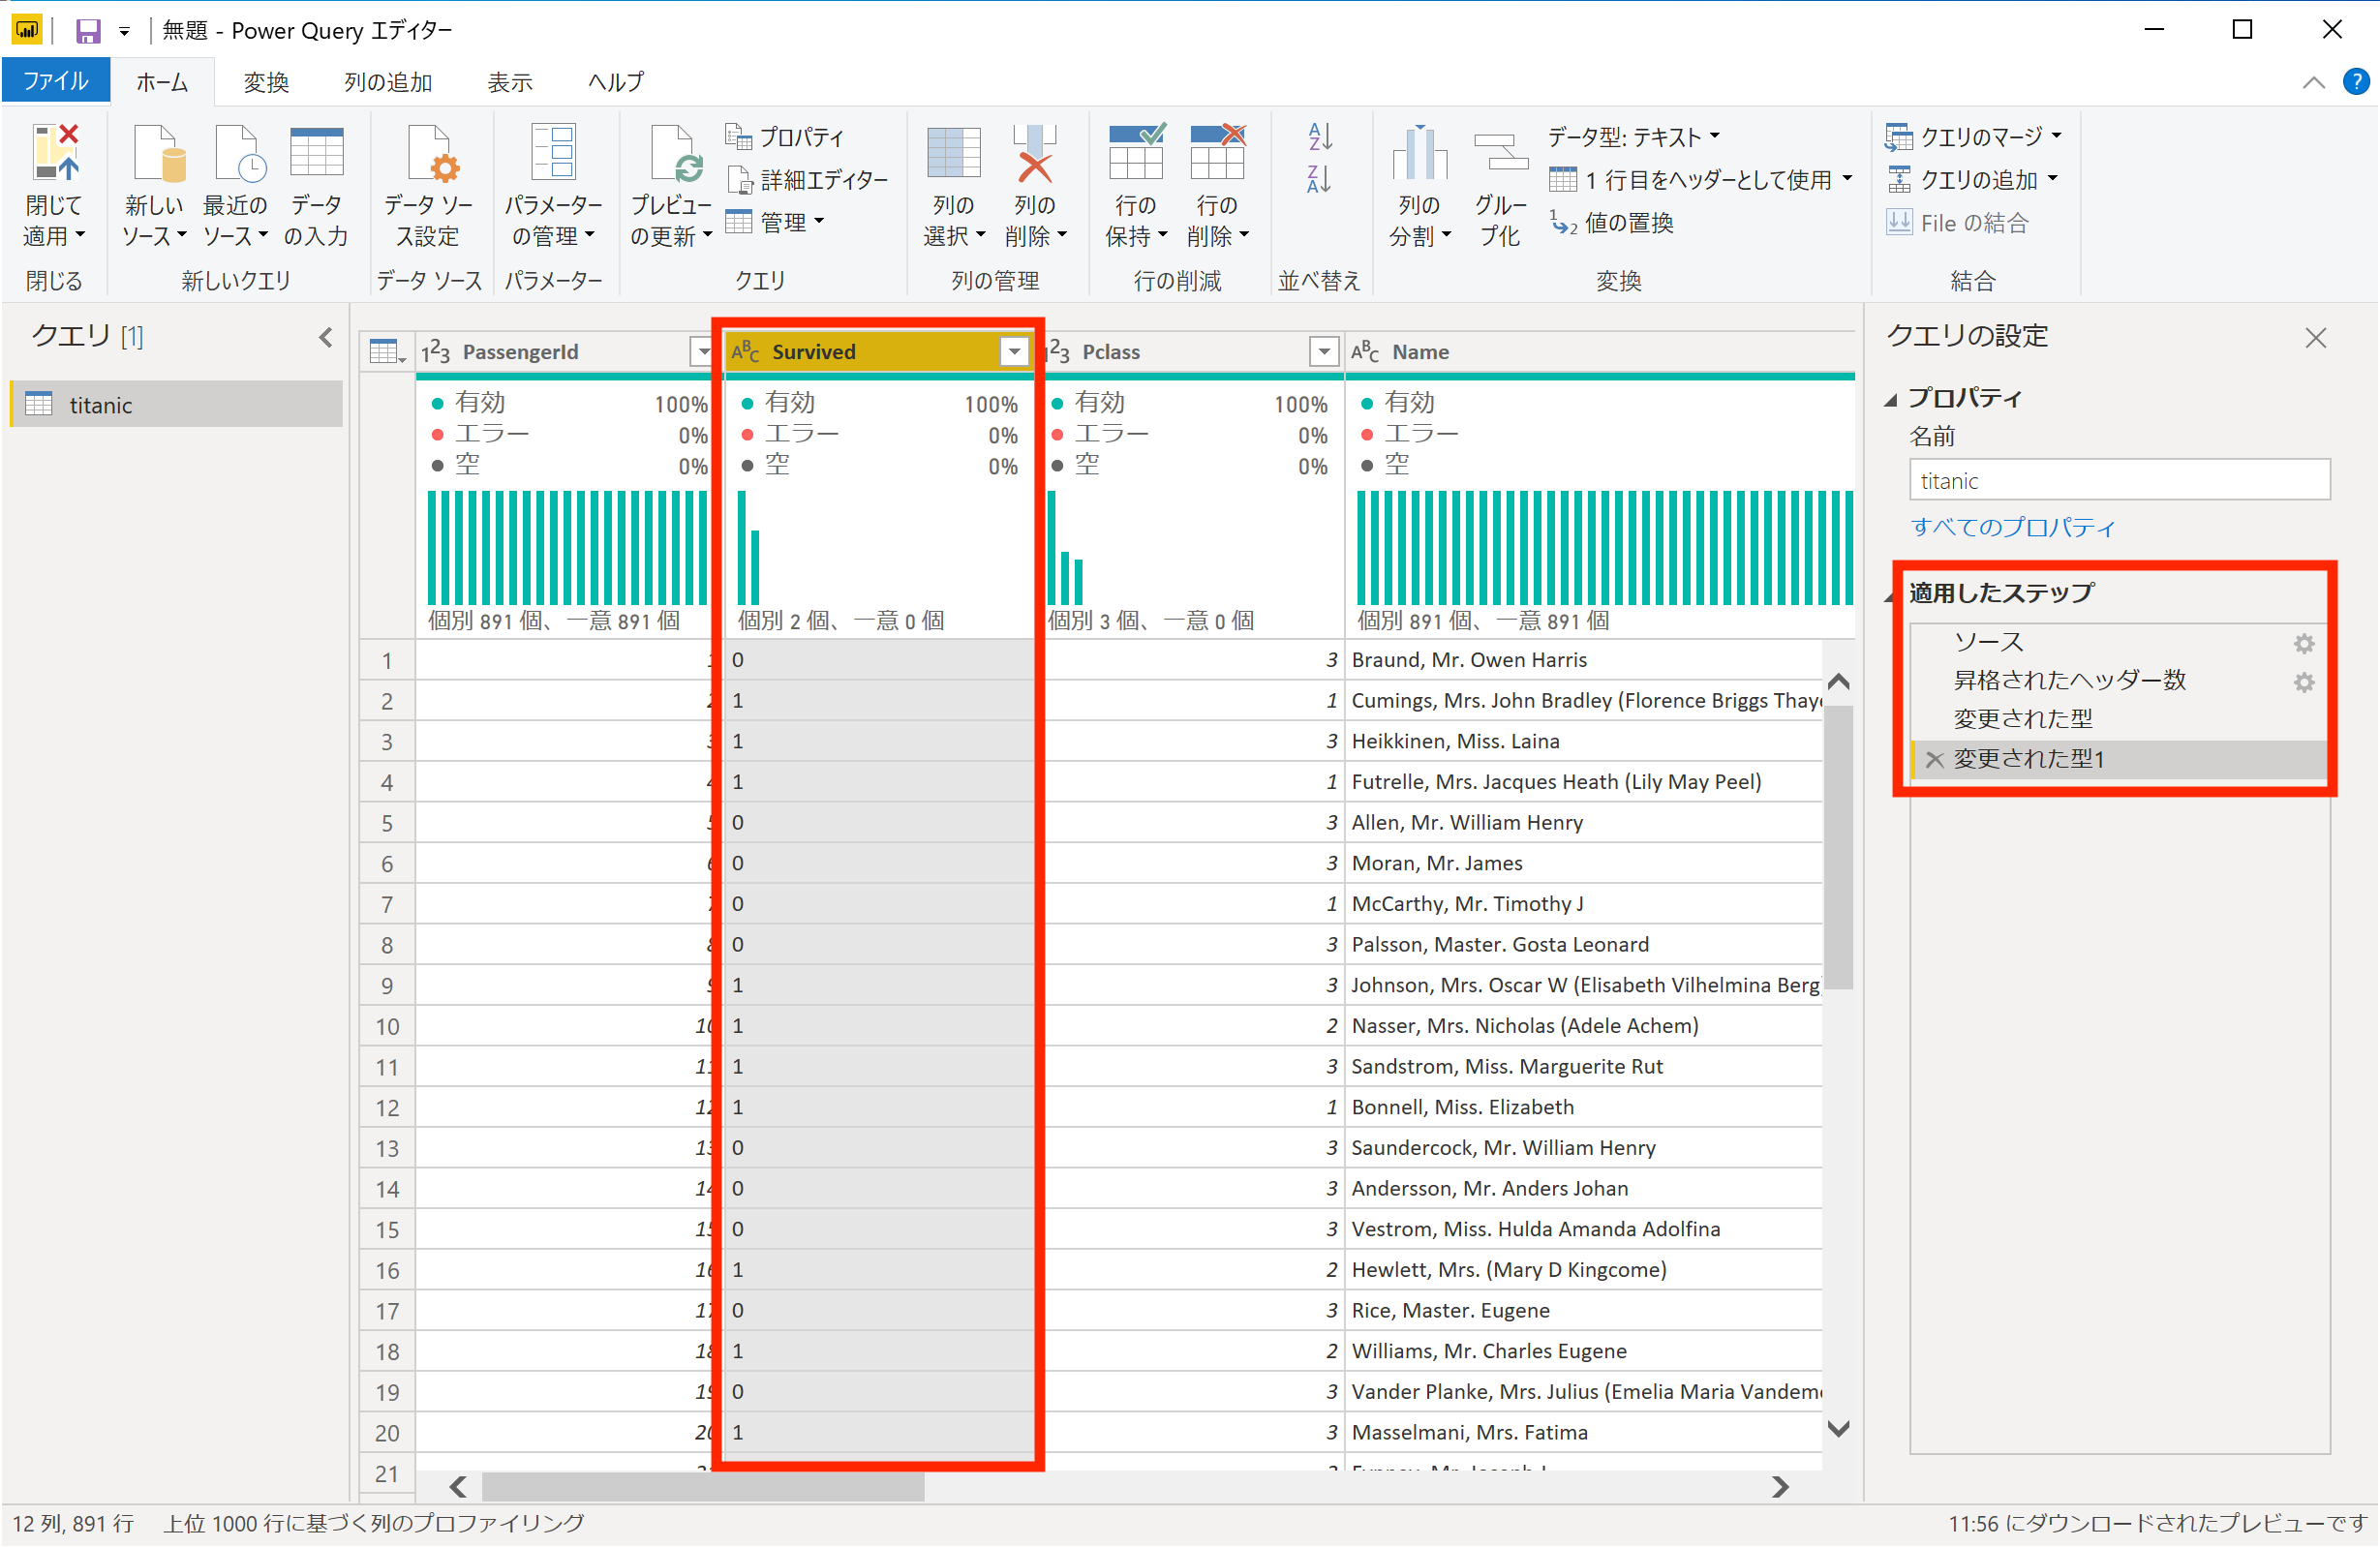 無題 - Power Query エディター
ファイル ホーム 変換 列の追加 表示 ヘルプ
閉じて
適用
閉じる
新しい
ソース
最近の
ソース
データ
の入力
新しいクエリ
データ ソー
ス設定
データ ソース
パラメーター
の管理
パラメーター
プレビュー
の更新
プロパティ
詳細エディター
管理
クエリ
列の
選択
列の
削除
列の管理
行の
保持
行の
削除
行の削減
並べ替え
列の
分割
グルー
プ化
データ型: テキスト
1 行目をヘッダーとして使用
値の置換
変換
クエリのマージ
クエリの追加
File の結合
結合
クエリ [1]
titanic
PassengerId Survived Pclass Name
有効 100% 有効 100% 有効 100% 有効
エラー 0% エラー 0% エラー 0% エラー
空 0% 空 0% 空 0% 空
個別 891 個、一意 891 個 個別 2 個、一意 0 個 個別 3 個、一意 0 個 個別 891 個、一意 891 個
1 0 3 Braund, Mr. Owen Harris
2 1 1 Cumings, Mrs. John Bradley (Florence Briggs Thay
3 1 3 Heikkinen, Miss. Laina
4 1 1 Futrelle, Mrs. Jacques Heath (Lily May Peel)
5 0 3 Allen, Mr. William Henry
6 0 3 Moran, Mr. James
7 0 1 McCarthy, Mr. Timothy J
8 0 3 Palsson, Master. Gosta Leonard
9 1 3 Johnson, Mrs. Oscar W (Elisabeth Vilhelmina Berg)
10 10 1 2 Nasser, Mrs. Nicholas (Adele Achem)
11 11 1 3 Sandstrom, Miss. Marguerite Rut
12 12 1 1 Bonnell, Miss. Elizabeth
13 13 0 3 Saundercock, Mr. William Henry
14 14 0 3 Andersson, Mr. Anders Johan
15 15 0 3 Vestrom, Miss. Hulda Amanda Adolfina
16 16 1 2 Hewlett, Mrs. (Mary D Kingcome)
17 17 0 3 Rice, Master. Eugene
18 18 1 2 Williams, Mr. Charles Eugene
19 19 0 3 Vander Planke, Mrs. Julius (Emelia Maria Vandem
20 20 1 3 Masselmani, Mrs. Fatima
21
クエリの設定
プロパティ
名前
titanic
すべてのプロパティ
適用したステップ
ソース
昇格されたヘッダー数
変更された型
変更された型1
12 列, 891 行 上位 1000 行に基づく列のプロファイリング
11:56 にダウンロードされたプレビューです